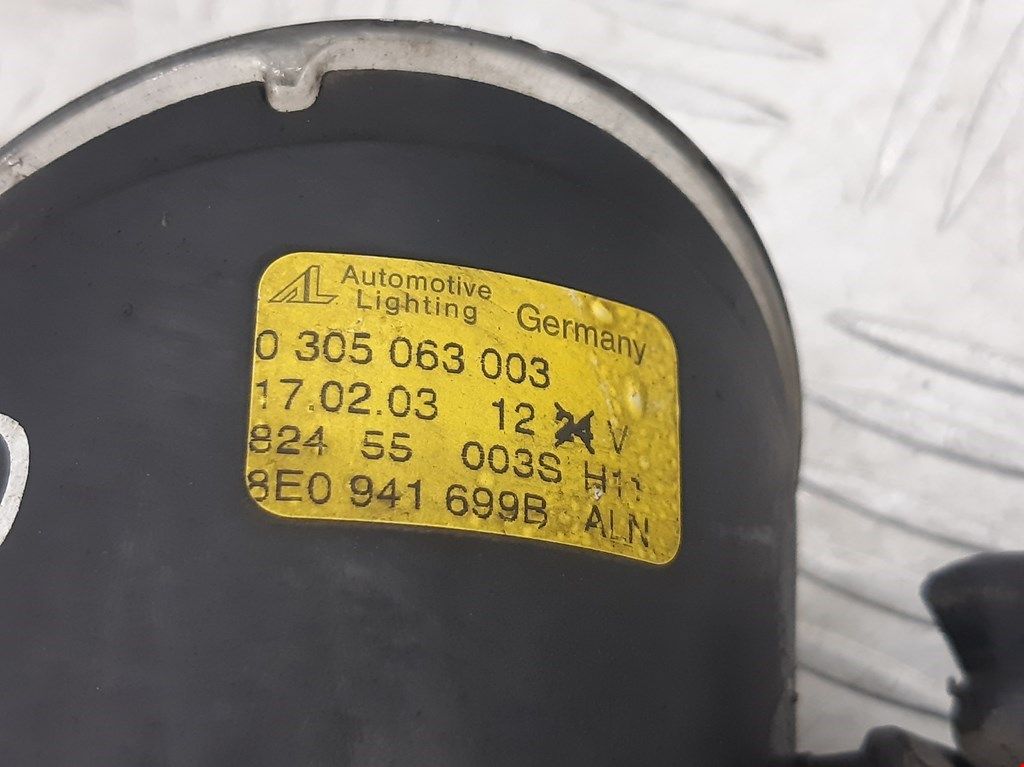 AL Automotive Lighting Germany
0 305 063 003
17.02.03 12 24 V
824 55 003S H11
8E0 941 699B ALN